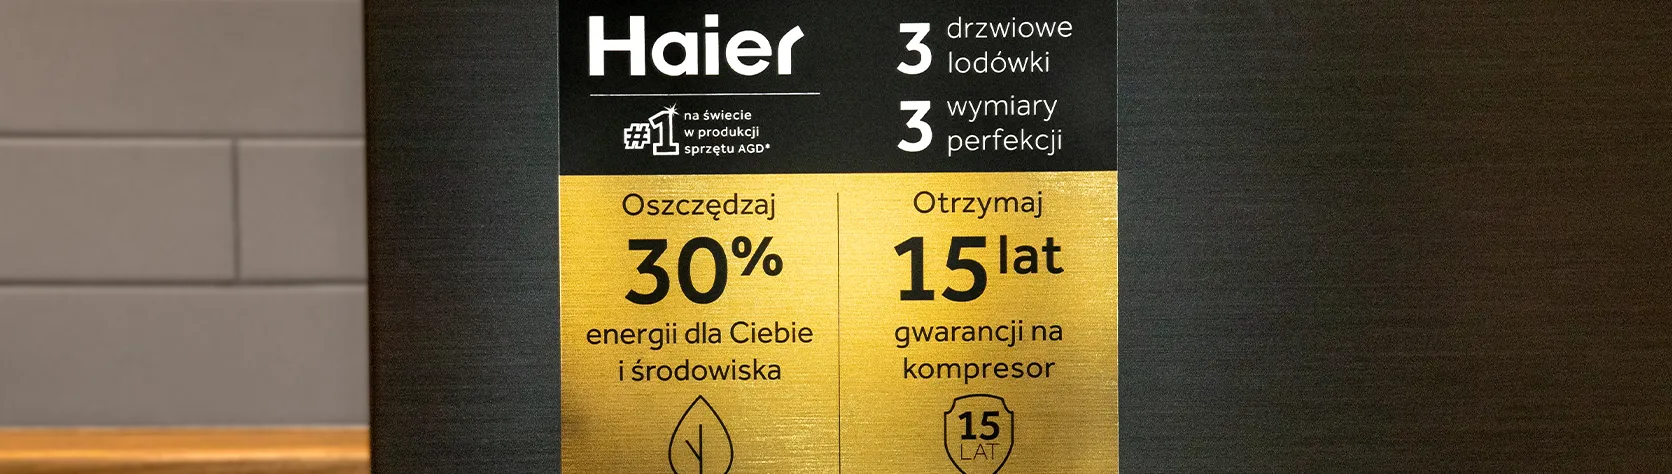 Haier
#1 na świecie
w produkcji
sprzętu AGD*
3 drzwiowe
lodówki
3 wymiary
perfekcji
Oszczędzaj
30%
energii dla Ciebie
i środowiska
Otrzymaj
15 lat
gwarancji na
kompresor
15
LAT